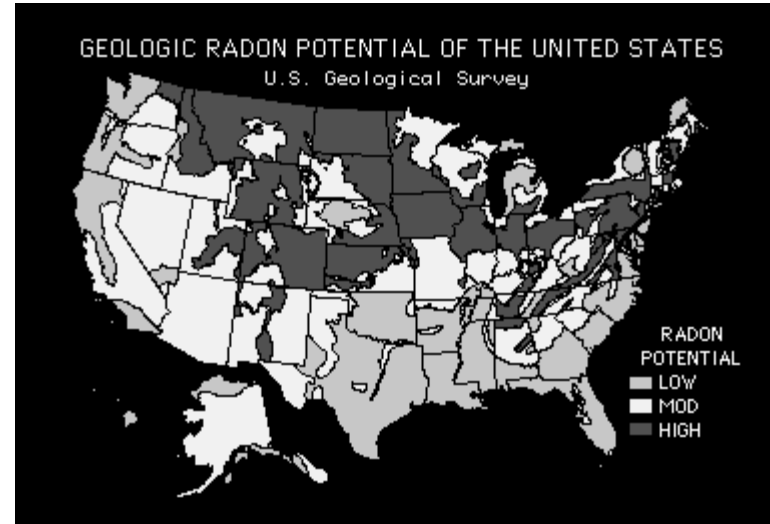 GEOLOGIC RADON POTENTIAL OF THE UNITED STATES
U.S. Geological Survey
RADON
POTENTIAL
LOW
MOD
HIGH